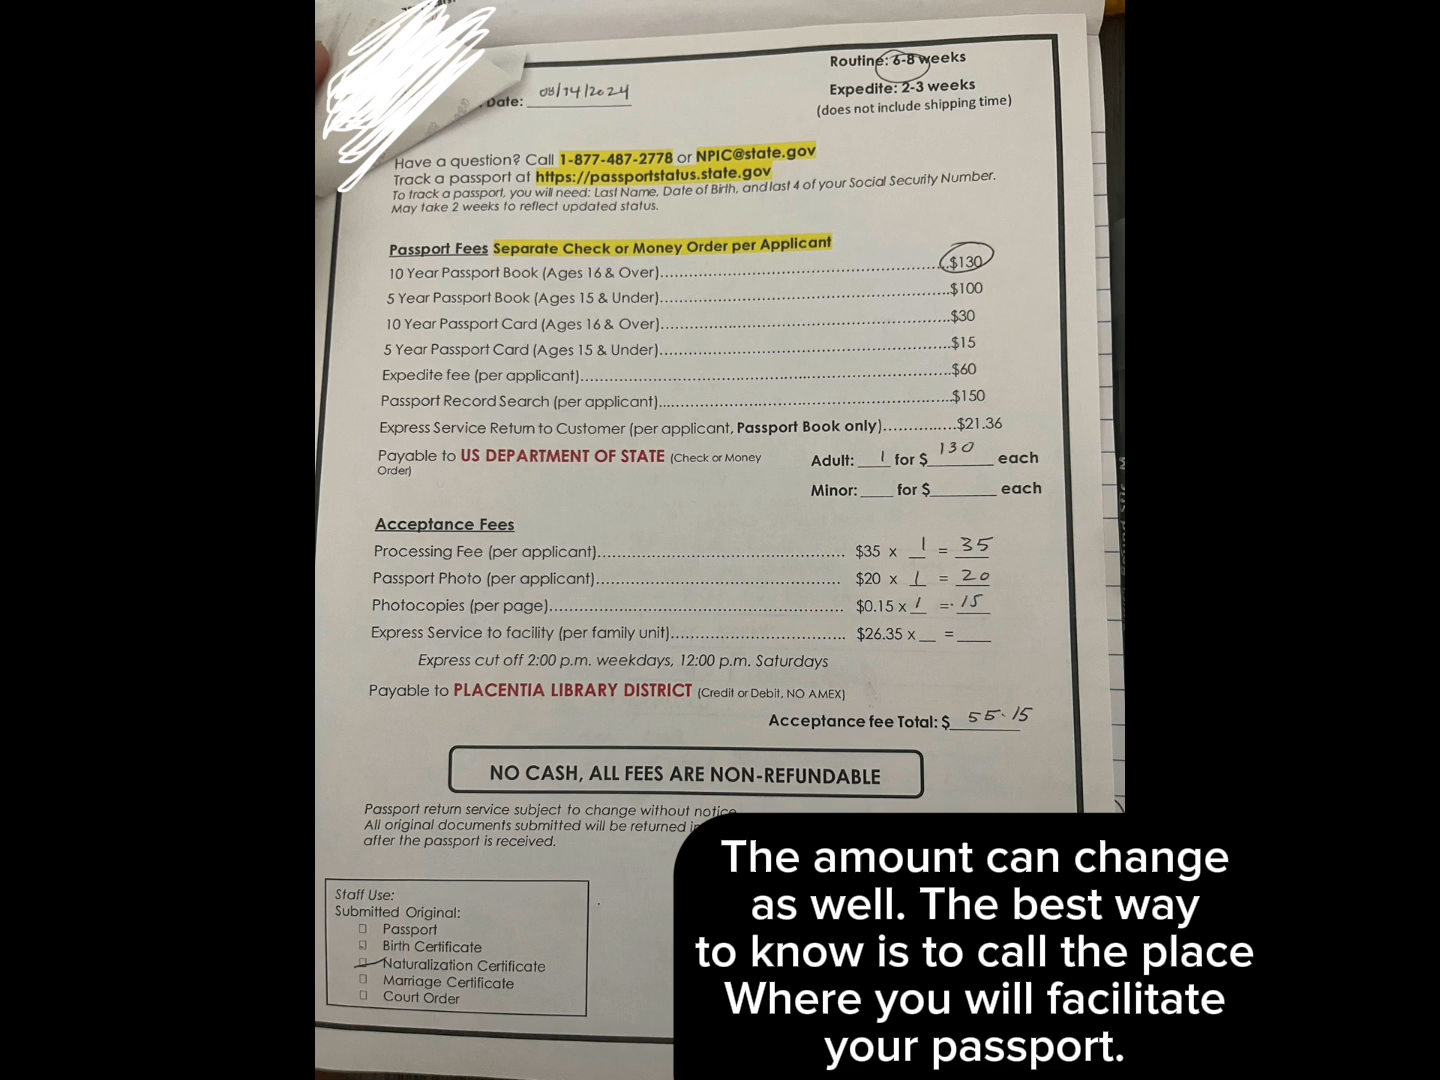 Routine: 6-8 weeks
Expedite: 2-3 weeks
(does not include shipping time)
Date: 08/14/2024
Have a question? Call 1-877-487-2778 or NPIC@state.gov
Track a passport at https://passportstatus.state.gov
To track a passport, you will need: Last Name, Date of Birth, and last 4 of your Social Security Number.
May take 2 weeks to reflect updated status.
Passport Fees Separate Check or Money Order per Applicant
10 Year Passport Book (Ages 16 & Over)..........$130
5 Year Passport Book (Ages 15 & Under)..........$100
10 Year Passport Card (Ages 16 & Over)..........$30
5 Year Passport Card (Ages 15 & Under)..........$15
Expedite fee (per applicant)..........$60
Passport Record Search (per applicant)..........$150
Express Service Return to Customer (per applicant, Passport Book only)..........$21.36
Payable to US DEPARTMENT OF STATE (Check or Money
Order)
Adult: 1 for $ 130 each
Minor: ____ for $ ______ each
Acceptance Fees
Processing Fee (per applicant).......... $35 x 1 = 35
Passport Photo (per applicant).......... $20 x 1 = 20
Photocopies (per page).......... $0.15 x 1 = .15
Express Service to facility (per family unit).......... $26.35 x __ = ____
Express cut off 2:00 p.m. weekdays, 12:00 p.m. Saturdays
Payable to PLACENTIA LIBRARY DISTRICT (Credit or Debit, NO AMEX)
Acceptance fee Total: $ 55.15
NO CASH, ALL FEES ARE NON-REFUNDABLE
Passport return service subject to change without notice
All original documents submitted will be returned
after the passport is received.
Staff Use:
Submitted Original:
Passport
Birth Certificate
Naturalization Certificate
Marriage Certificate
Court Order
The amount can change
as well. The best way
to know is to call the place
Where you will facilitate
your passport.